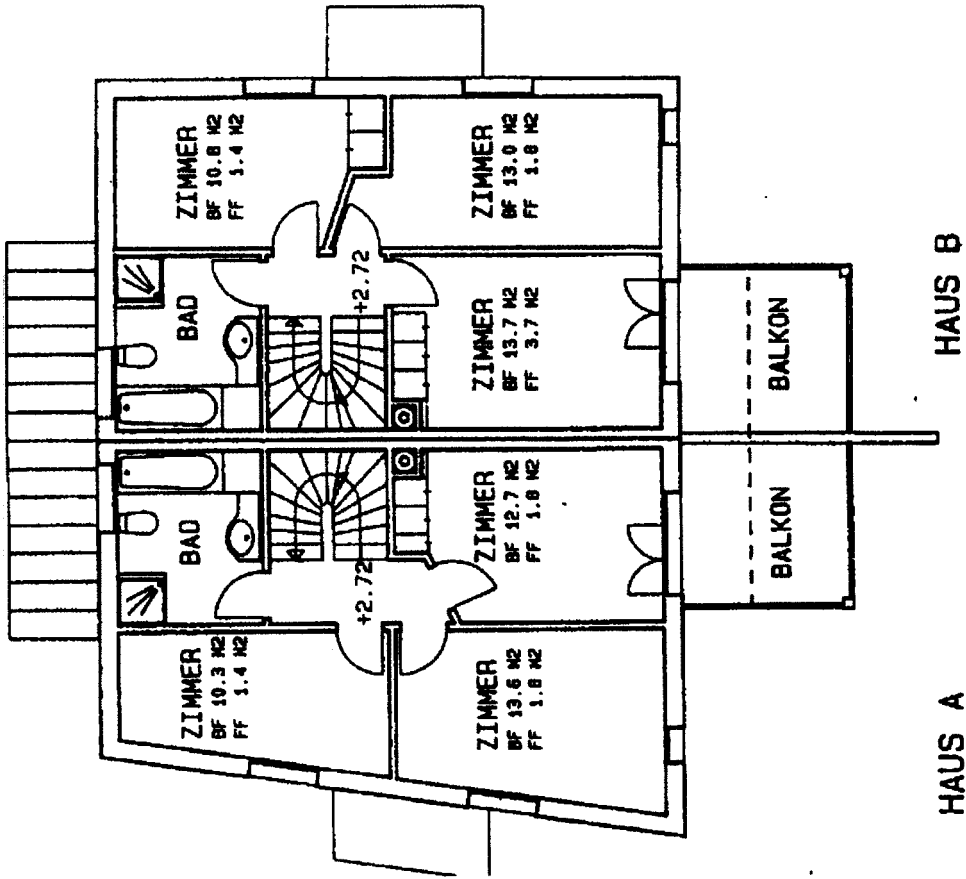 ZIMMER
BF 10.3 M2
FF 1.4 M2
BAD
BAD
ZIMMER
BF 10.8 M2
FF 1.4 M2
+2.72
+2.72
ZIMMER
BF 13.6 M2
FF 1.8 M2
ZIMMER
BF 12.7 M2
FF 1.8 M2
ZIMMER
BF 13.7 M2
FF 3.7 M2
ZIMMER
BF 13.0 M2
FF 1.8 M2
BALKON
BALKON
HAUS A
HAUS B